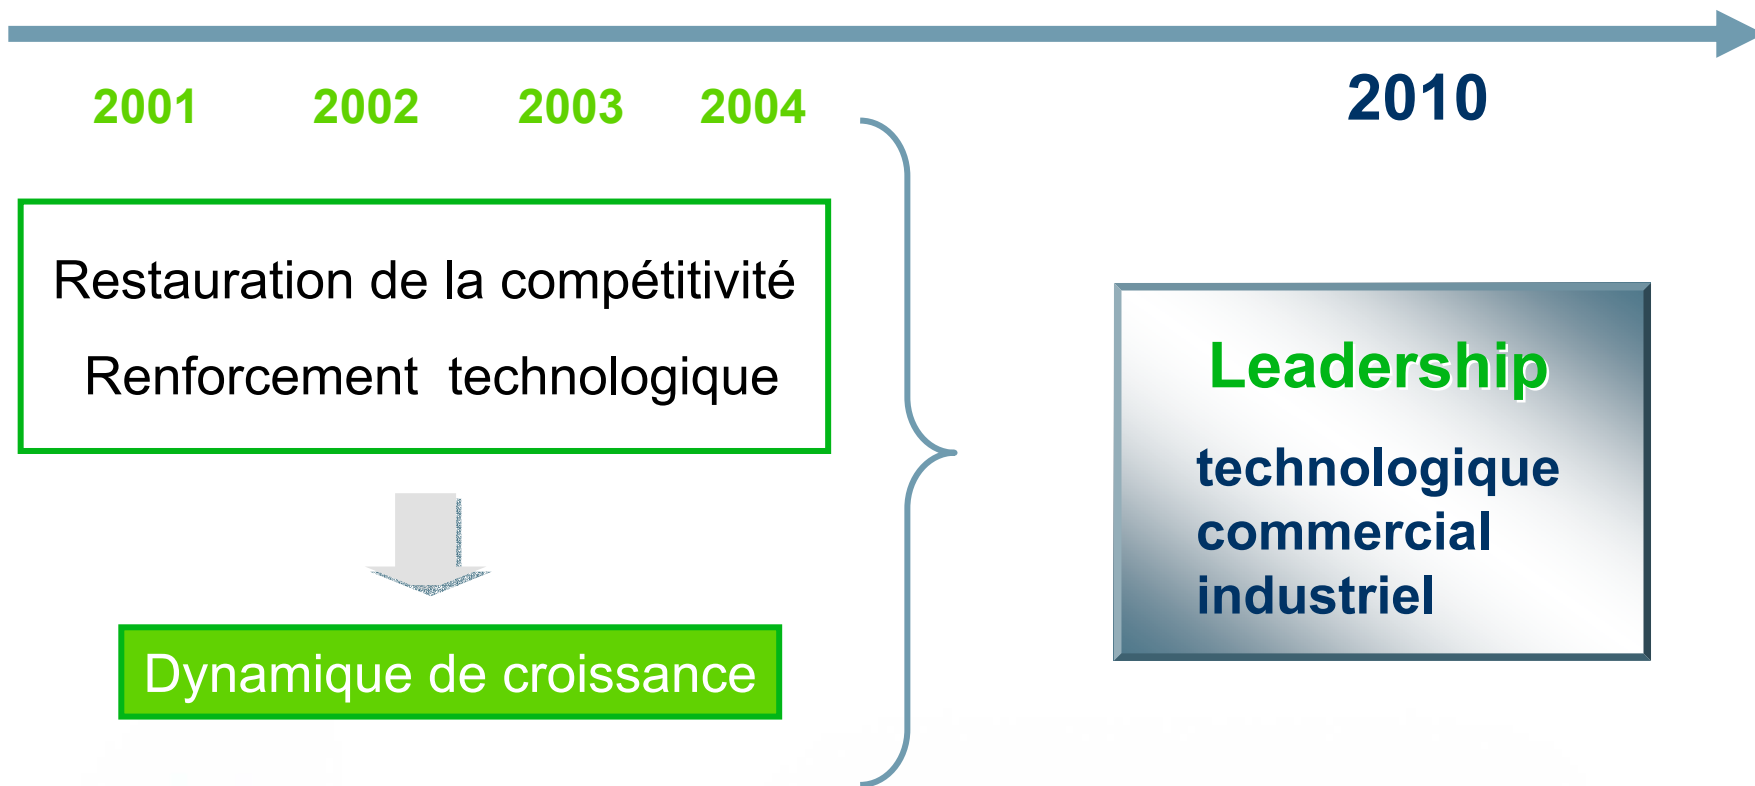 2001 2002 2003 2004 2010
Restauration de la compétitivité
Renforcement technologique
Dynamique de croissance
Leadership
technologique
commercial
industriel